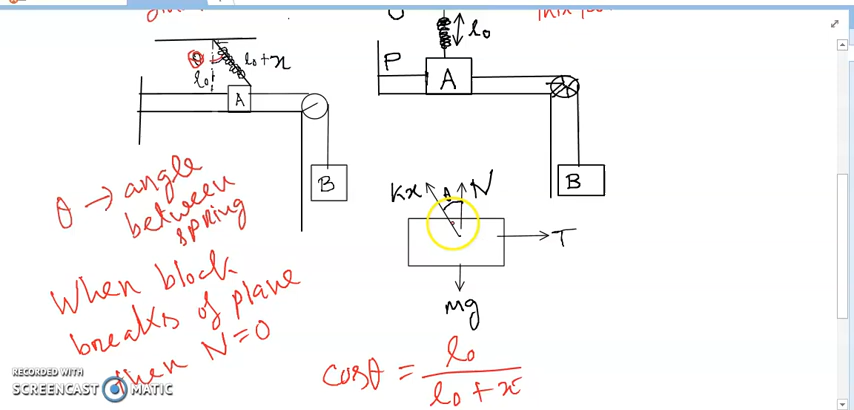 l₀
P
θ
l₀+x
l₀
A
A
B
B
θ → angle
between
spring
Kx
N
T
mg
When block
breaks of plane
then N=0
cosθ = l₀
l₀ + x
RECORDED WITH
SCREENCAST MATIC